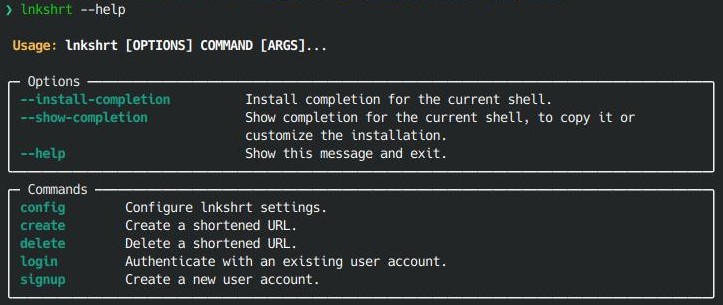 ❯ lnkshrt --help
Usage: lnkshrt [OPTIONS] COMMAND [ARGS]...
Options
--install-completion Install completion for the current shell.
--show-completion Show completion for the current shell, to copy it or
customize the installation.
--help Show this message and exit.
Commands
config Configure lnkshrt settings.
create Create a shortened URL.
delete Delete a shortened URL.
login Authenticate with an existing user account.
signup Create a new user account.